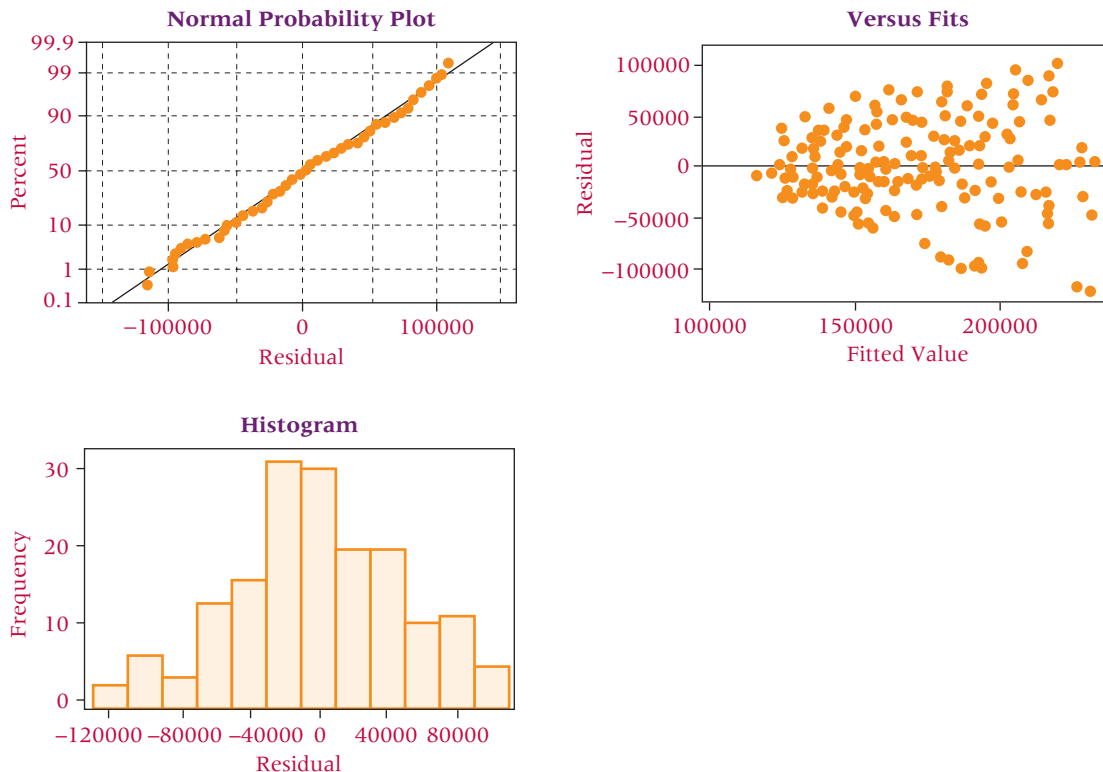 Normal Probability Plot
99.9
99
90
50
10
1
0.1
Percent
−100000 0 100000
Residual
Versus Fits
100000
50000
0
−50000
−100000
Residual
100000 150000 200000
Fitted Value
Histogram
30
20
10
0
Frequency
−120000 −80000 −40000 0 40000 80000
Residual